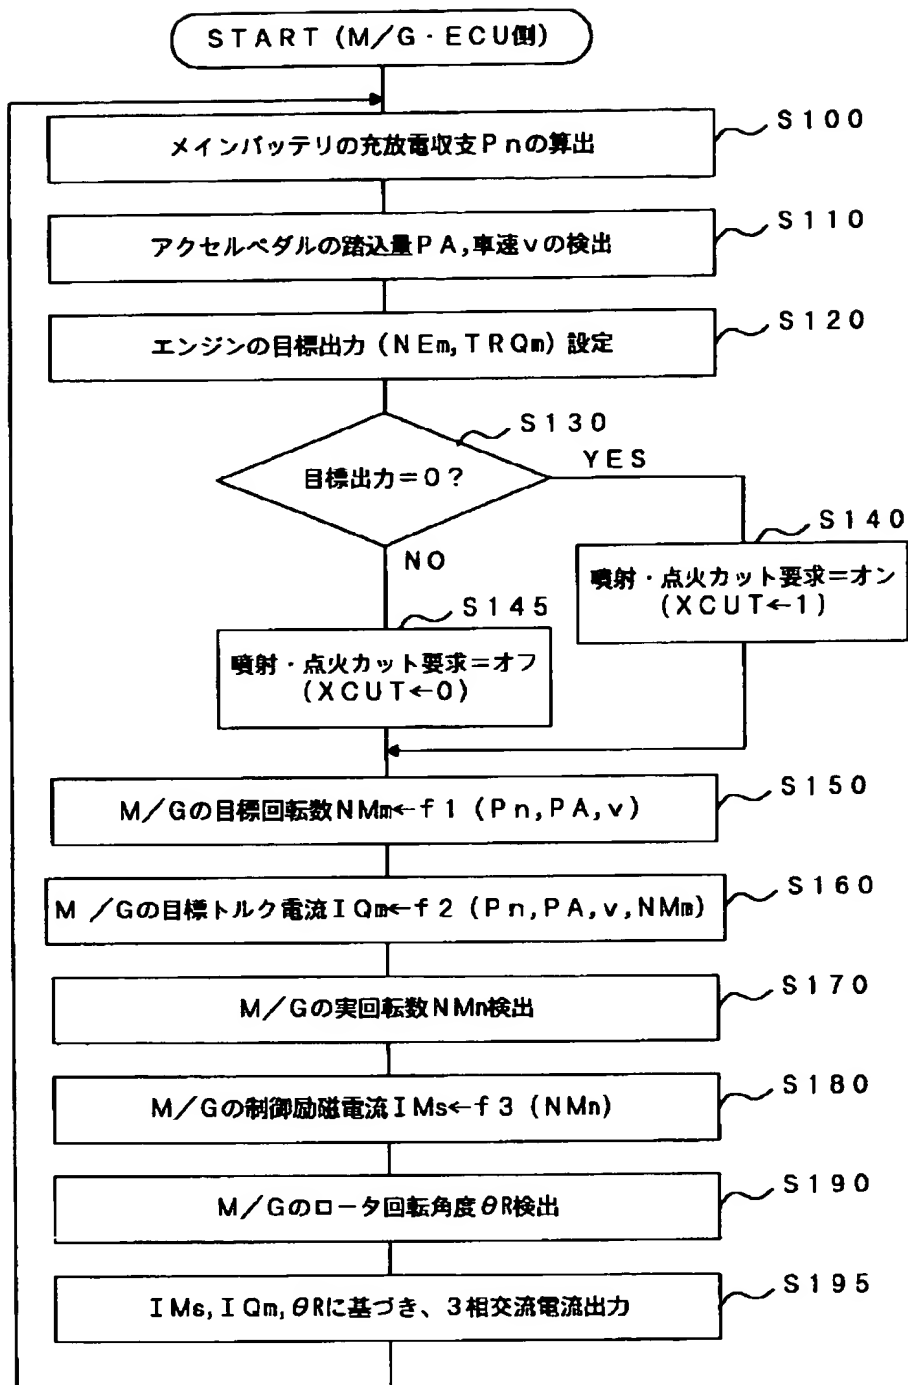 START (M/G・ECU側)
S100
メインバッテリの充放電収支Pnの算出
S110
アクセルペダルの踏込量PA,車速vの検出
S120
エンジンの目標出力 (NEm,TRQm) 設定
S130
目標出力=0?
YES
NO
S140
噴射・点火カット要求=オン
(XCUT←1)
S145
噴射・点火カット要求=オフ
(XCUT←0)
S150
M/Gの目標回転数NMm←f1 (Pn,PA,v)
S160
M/Gの目標トルク電流IQm←f2 (Pn,PA,v,NMm)
S170
M/Gの実回転数NMn検出
S180
M/Gの制御励磁電流IMs←f3 (NMn)
S190
M/Gのロータ回転角度θR検出
S195
IMs,IQm,θRに基づき、3相交流電流出力